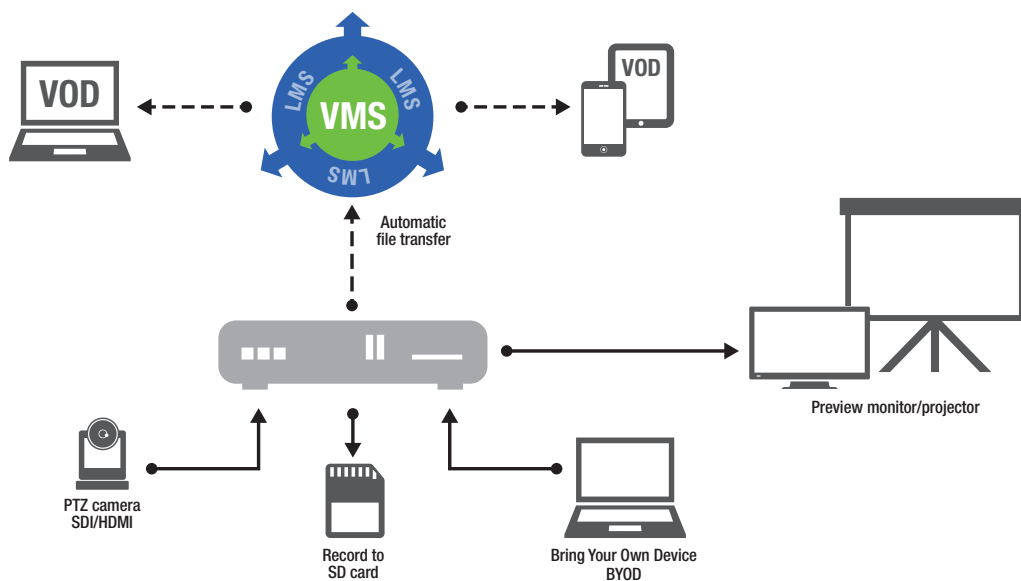 VOD
LMS
LMS
VMS
LMS
VOD
Automatic
file transfer
Preview monitor/projector
PTZ camera
SDI/HDMI
Record to
SD card
Bring Your Own Device
BYOD